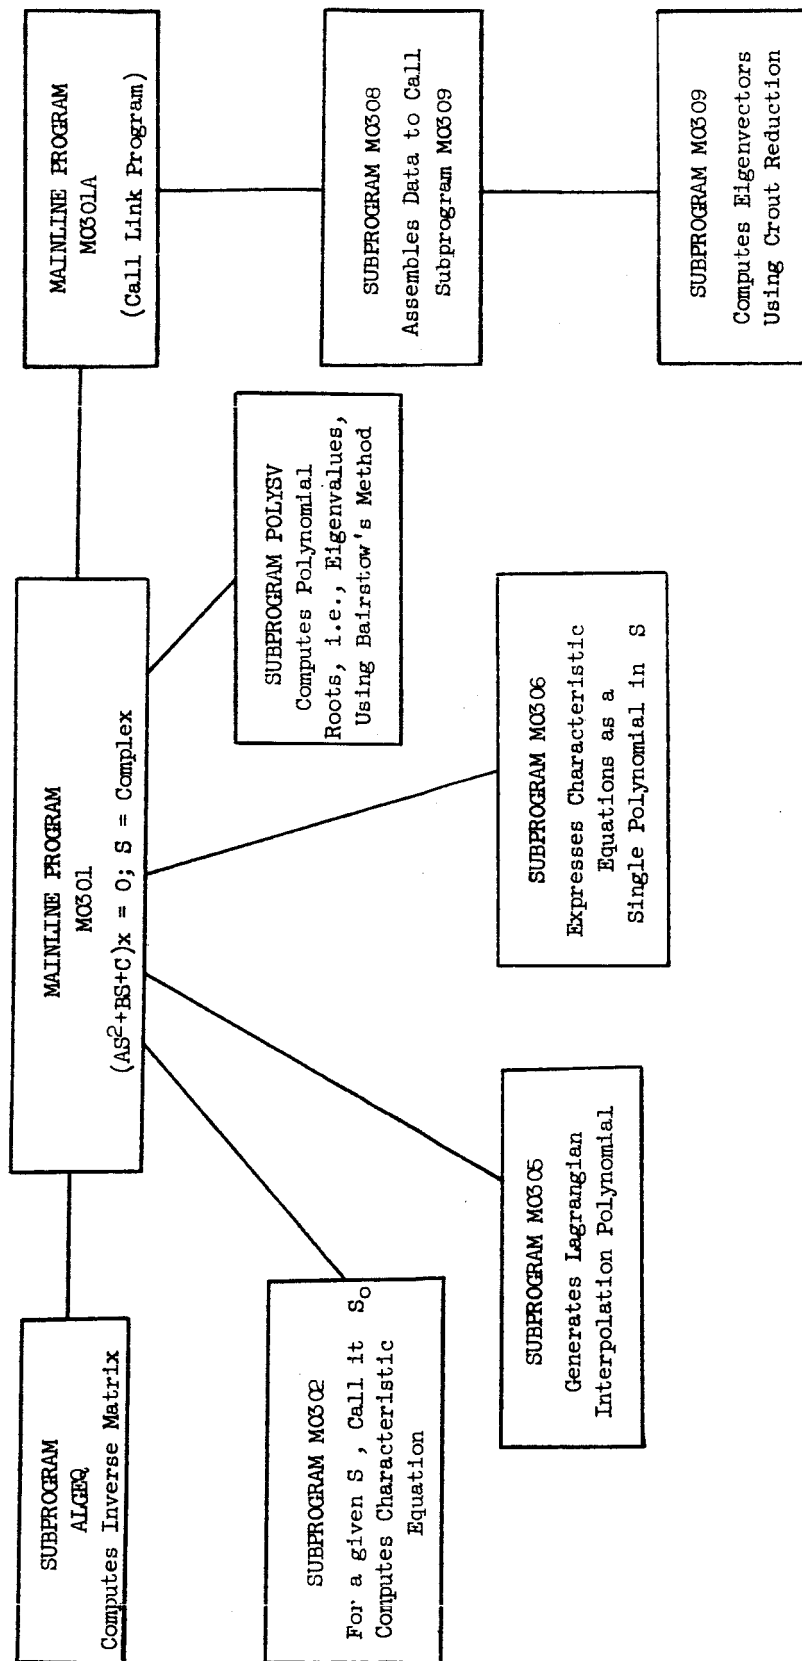 SUBPROGRAM
ALGEQ
Computes Inverse Matrix
MAINLINE PROGRAM
M0301
(AS²+BS+C)x = 0; S = Complex
MAINLINE PROGRAM
M0301A
(Call Link Program)
SUBPROGRAM M0302
For a given S , Call it S₀
Computes Characteristic
Equation
SUBPROGRAM POLYSV
Computes Polynomial
Roots, i.e., Eigenvalues,
Using Bairstow's Method
SUBPROGRAM M0308
Assembles Data to Call
Subprogram M0309
SUBPROGRAM M0305
Generates Lagrangian
Interpolation Polynomial
SUBPROGRAM M0306
Expresses Characteristic
Equations as a
Single Polynomial in S
SUBPROGRAM M0309
Computes Eigenvectors
Using Crout Reduction